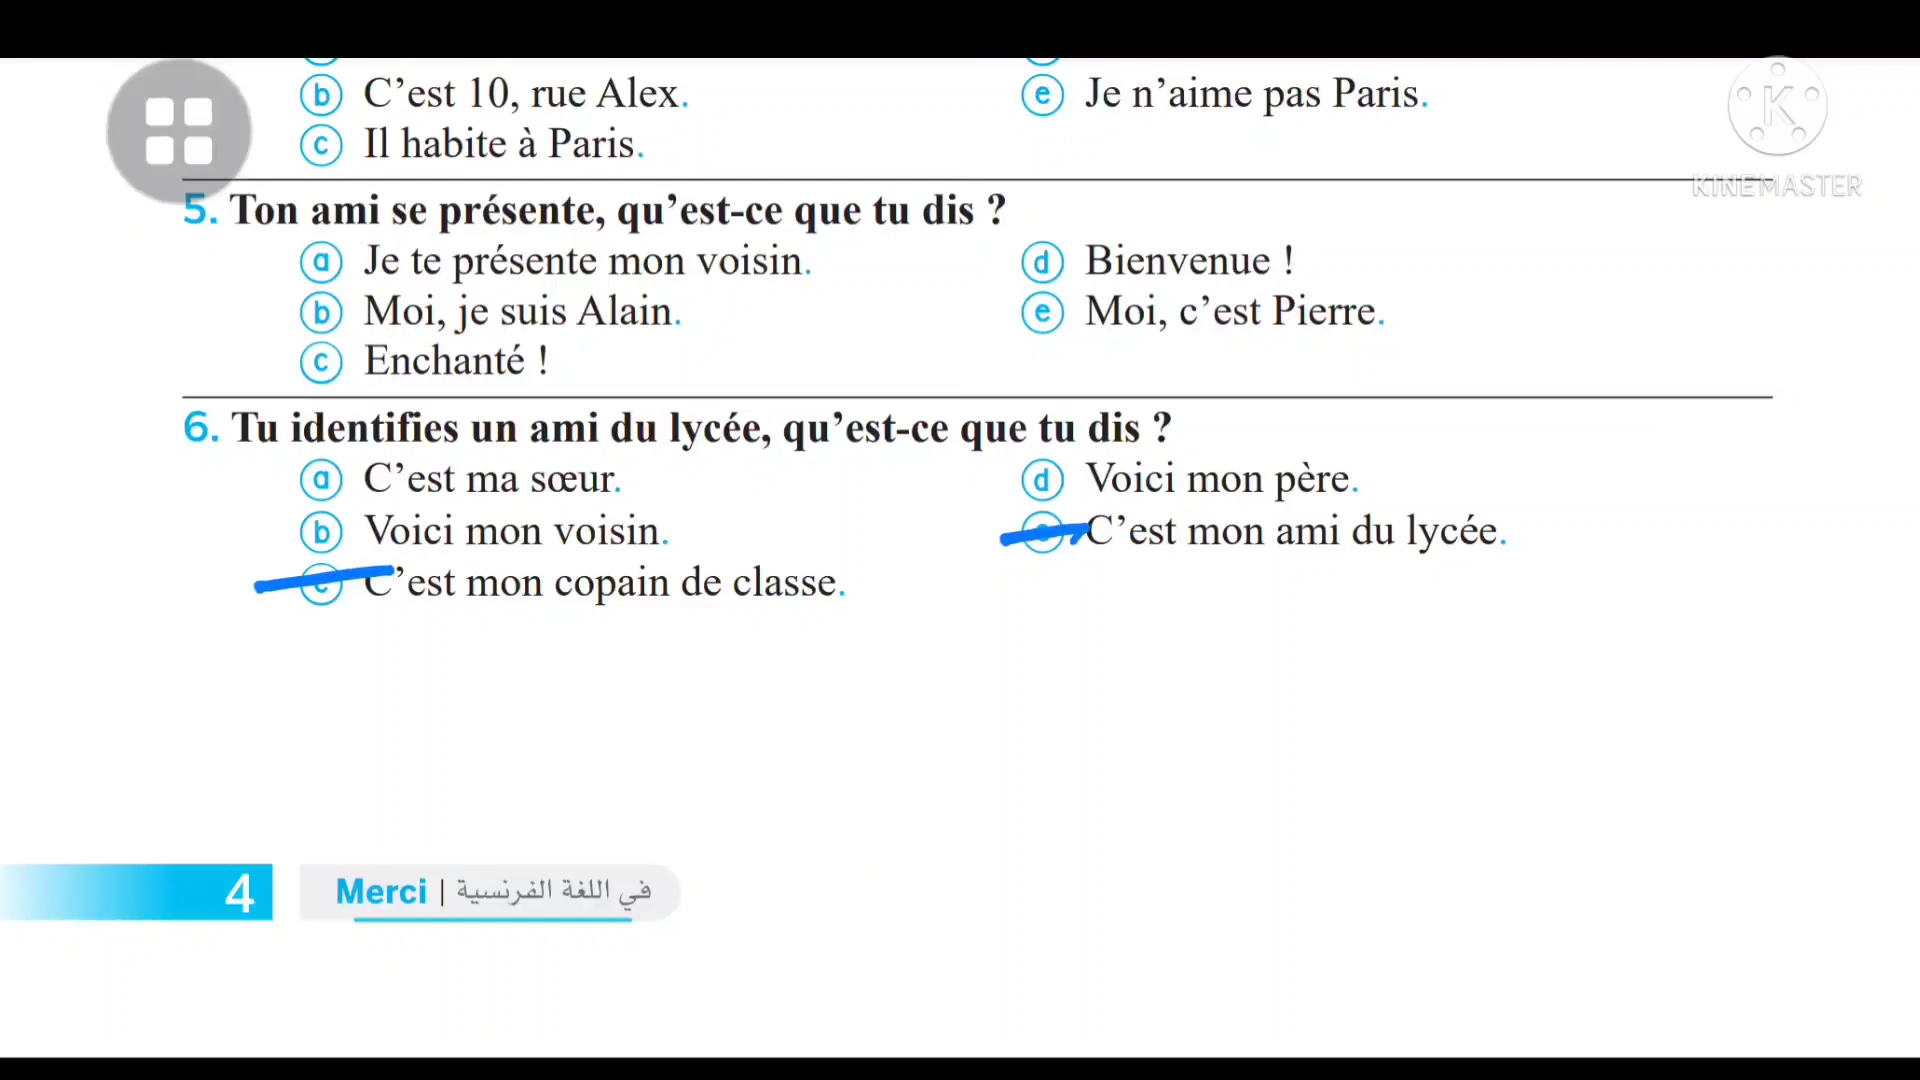 b C’est 10, rue Alex.
e Je n’aime pas Paris.
c Il habite à Paris.
KINEMASTER
5. Ton ami se présente, qu’est-ce que tu dis ?
a Je te présente mon voisin.
d Bienvenue !
b Moi, je suis Alain.
e Moi, c’est Pierre.
c Enchanté !
6. Tu identifies un ami du lycée, qu’est-ce que tu dis ?
a C’est ma sœur.
d Voici mon père.
b Voici mon voisin.
e C’est mon ami du lycée.
c C’est mon copain de classe.
4 Merci | في اللغة الفرنسية